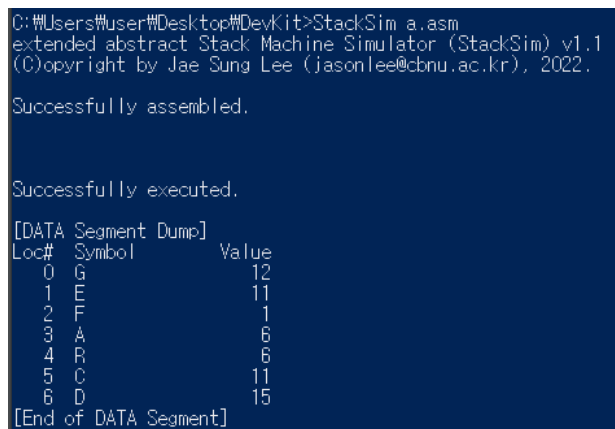 C:₩Users₩user₩Desktop₩DevKit>StackSim a.asm
extended abstract Stack Machine Simulator (StackSim) v1.1
(C)opyright by Jae Sung Lee (jasonlee@cbnu.ac.kr), 2022.
Successfully assembled.
Successfully executed.
[DATA Segment Dump]
Loc# Symbol Value
0 G 12
1 E 11
2 F 1
3 A 6
4 R 6
5 C 11
6 D 15
[End of DATA Segment]